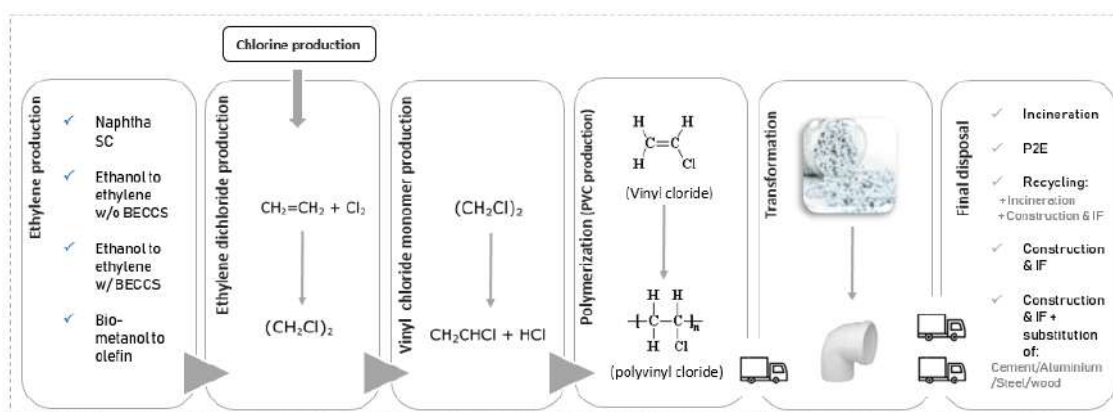 Chlorine production
Ethylene production
Naphtha
SC
Ethanol to
ethylene
w/o BECCS
Ethanol to
ethylene
w/ BECCS
Bio-
metanol to
olefin
Ethylene dichloride production
CH₂=CH₂ + Cl₂
(CH₂Cl)₂
Vinyl chloride monomer production
(CH₂Cl)₂
CH₂CHCl + HCl
Polymerization (PVC production)
H H
C=C
H Cl
(Vinyl cloride)
H H
C-C
n
H Cl
(polyvinyl cloride)
Transformation
Final disposal
Incineration
P2E
Recycling:
+Incineration
+Construction & IF
Construction
& IF
Construction
& IF +
substitution
of:
Cement/Aluminium
/Steel/wood